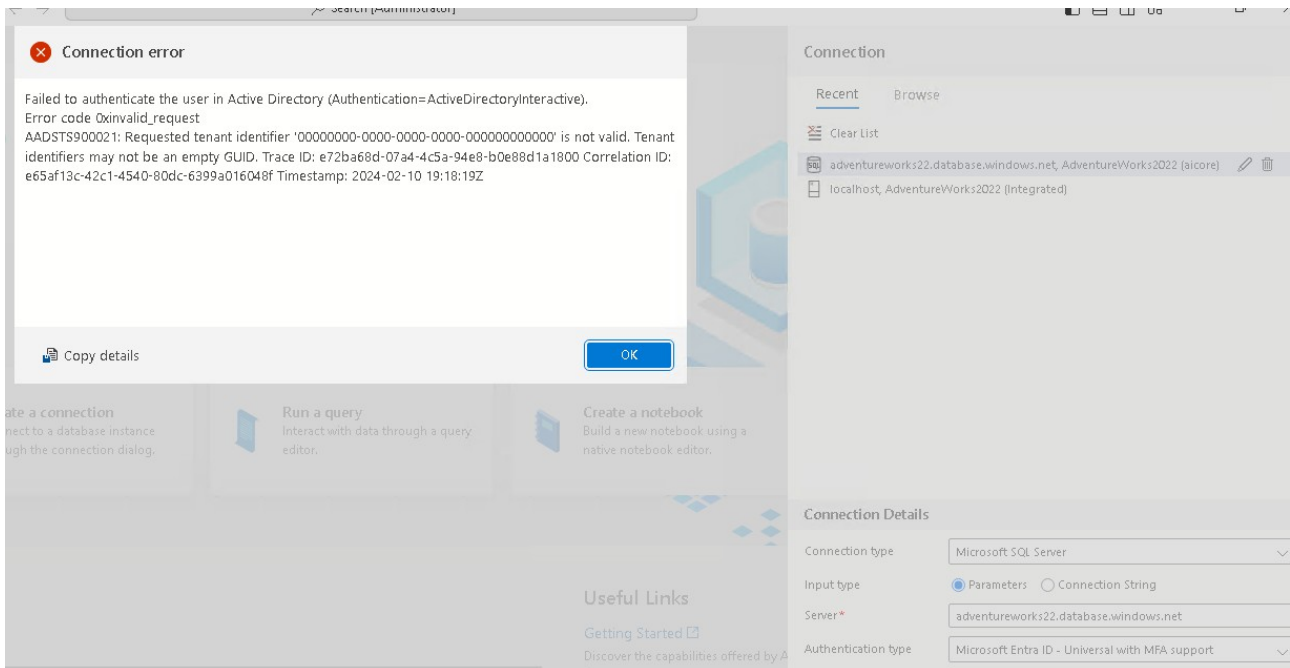 Search [Administrator]
Connection error
Failed to authenticate the user in Active Directory (Authentication=ActiveDirectoryInteractive).
Error code 0xinvalid_request
AADSTS900021: Requested tenant identifier '00000000-0000-0000-0000-000000000000' is not valid. Tenant
identifiers may not be an empty GUID. Trace ID: e72ba68d-07a4-4c5a-94e8-b0e88d1a1800 Correlation ID:
e65af13c-42c1-4540-80dc-6399a016048f Timestamp: 2024-02-10 19:18:19Z
Copy details
OK
ate a connection
nect to a database instance
ugh the connection dialog.
Run a query
Interact with data through a query
editor.
Create a notebook
Build a new notebook using a
native notebook editor.
Useful Links
Getting Started
Discover the capabilities offered by A
Connection
Recent
Browse
Clear List
adventureworks22.database.windows.net, AdventureWorks2022 (aicore)
localhost, AdventureWorks2022 (Integrated)
Connection Details
Connection type
Microsoft SQL Server
Input type
Parameters
Connection String
Server*
adventureworks22.database.windows.net
Authentication type
Microsoft Entra ID - Universal with MFA support